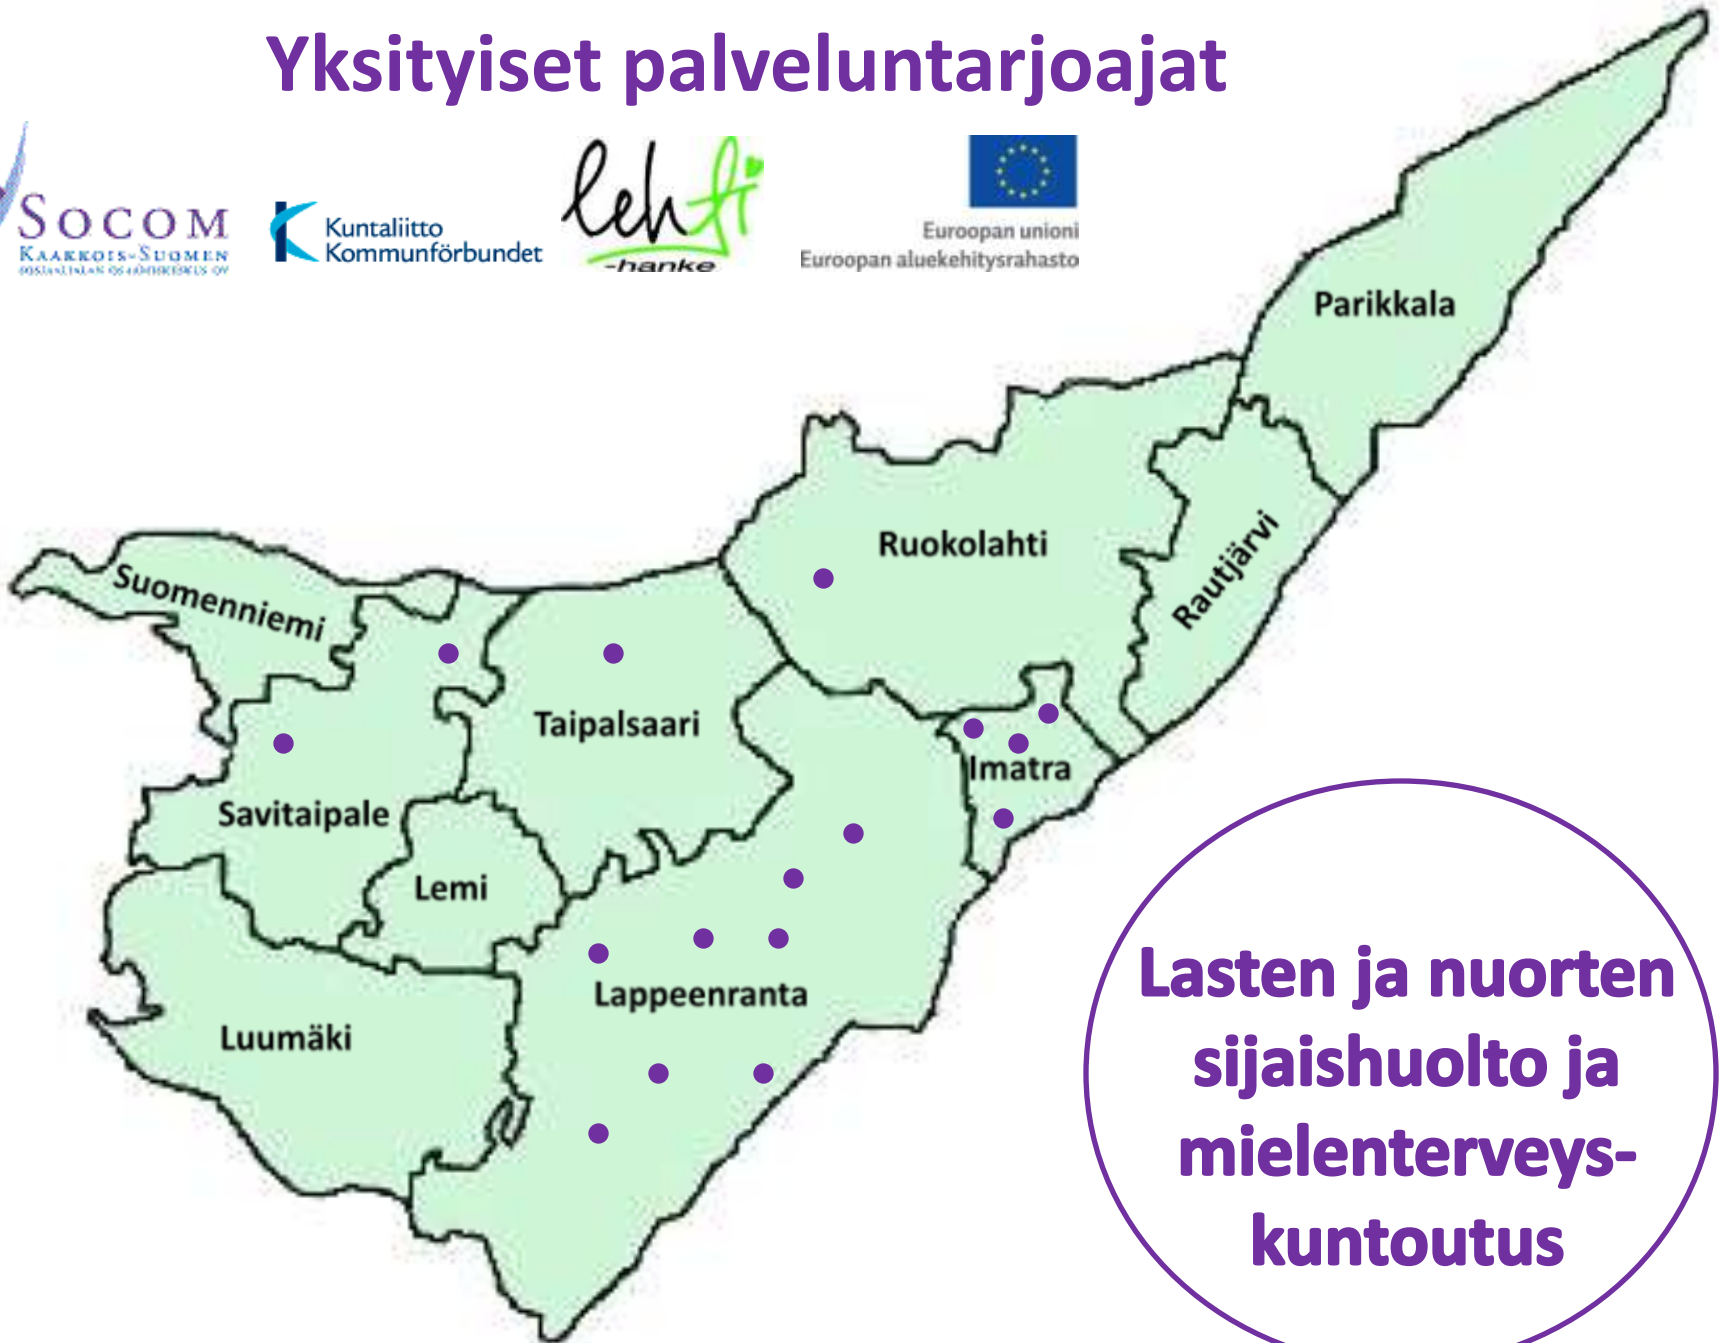 Yksityiset palveluntarjoajat
SOCOM
KAAKKOIS-SUOMEN
Kuntaliitto
Kommunförbundet
lehti
-hanke
Euroopan unioni
Euroopan aluekehitysrahasto
Parikkala
Ruokolahti
Rautjärvi
Suomenniemi
Taipalsaari
Imatra
Savitaipale
Lemi
Lappeenranta
Luumäki
Lasten ja nuorten
sijaishuolto ja
mielenterveys-
kuntoutus